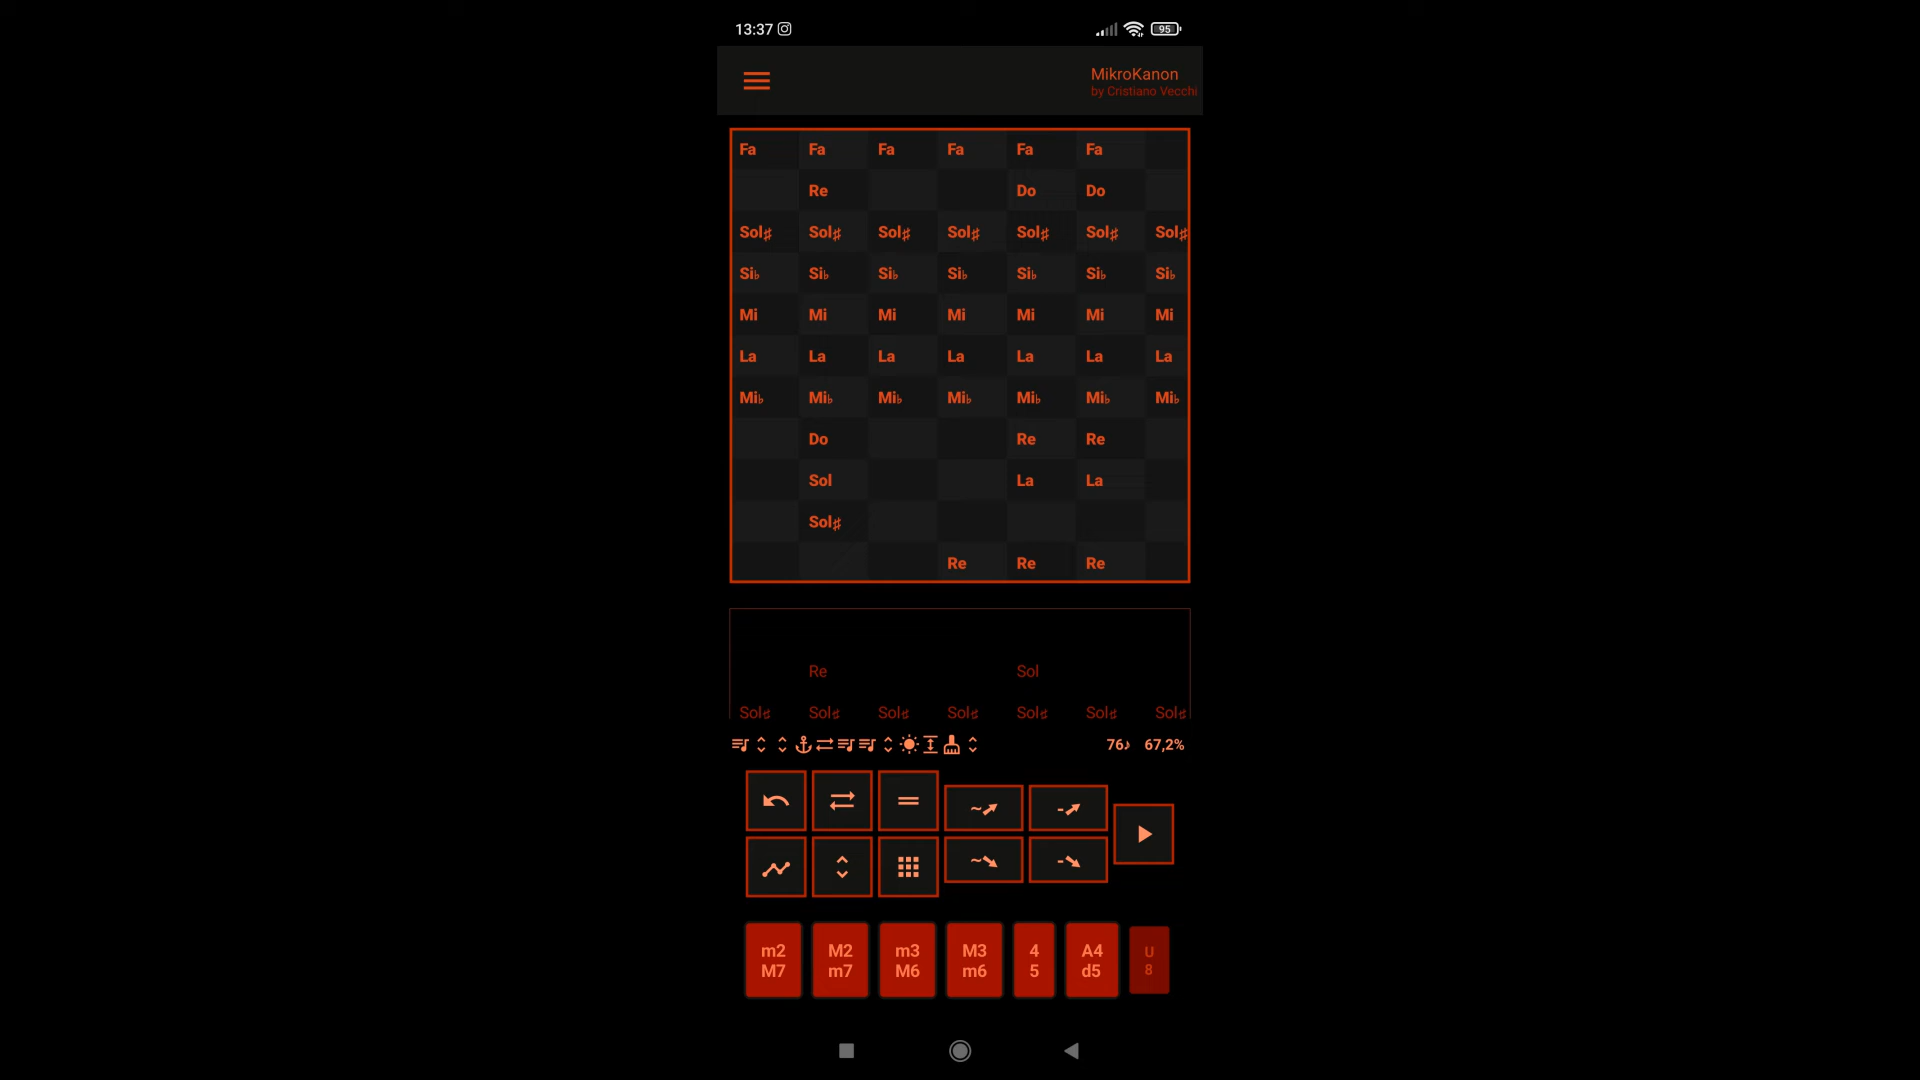 13:37 95
MikroKanon
by Cristiano Vecchi
Fa Fa Fa Fa Fa Fa
Re Do Do
Sol♯ Sol♯ Sol♯ Sol♯ Sol♯ Sol♯ Sol♯
Si♭ Si♭ Si♭ Si♭ Si♭ Si♭ Si♭
Mi Mi Mi Mi Mi Mi Mi
La La La La La La La
Mi♭ Mi♭ Mi♭ Mi♭ Mi♭ Mi♭ Mi♭
Do Re Re
Sol La La
Sol♯
Re Re Re
Re Sol
Sol♯ Sol♯ Sol♯ Sol♯ Sol♯ Sol♯ Sol♯
76♪ 67,2%
m2 M2 m3 M3 4 A4 U
M7 m7 M6 m6 5 d5 8